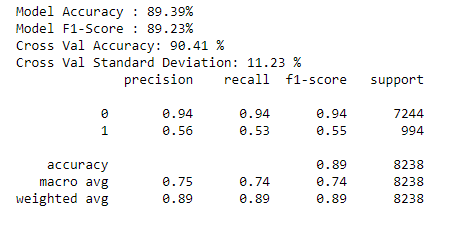 Model Accuracy : 89.39%
Model F1-Score : 89.23%
Cross Val Accuracy: 90.41 %
Cross Val Standard Deviation: 11.23 %
precision recall f1-score support
0 0.94 0.94 0.94 7244
1 0.56 0.53 0.55 994
accuracy 0.89 8238
macro avg 0.75 0.74 0.74 8238
weighted avg 0.89 0.89 0.89 8238